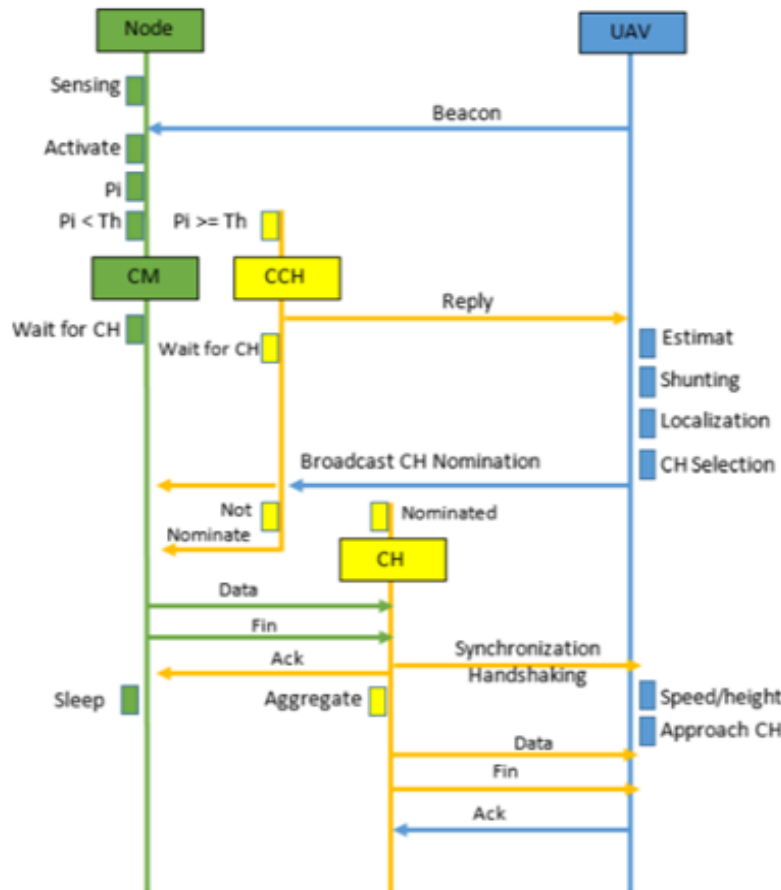 Node
UAV
Sensing
Beacon
Activate
Pi
Pi < Th
Pi >= Th
CM
CCH
Reply
Wait for CH
Wait for CH
Estimat
Shunting
Localization
Broadcast CH Nomination
CH Selection
Not
Nominate
Nominated
CH
Data
Fin
Ack
Synchronization
Handshaking
Sleep
Aggregate
Speed/height
Approach CH
Data
Fin
Ack